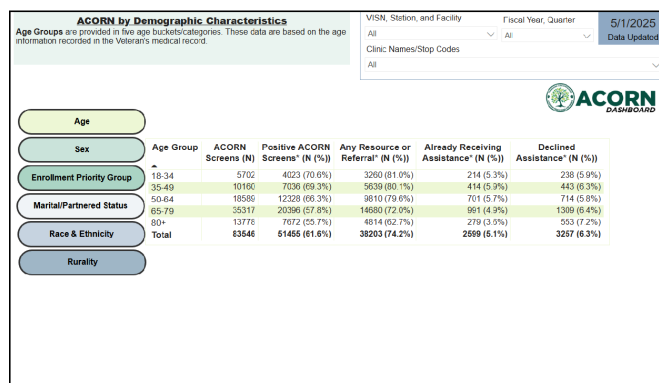 ACORN by Demographic Characteristics
Age Groups are provided in five age buckets/categories. These data are based on the age
information recorded in the Veteran's medical record.
VISN, Station, and Facility
All
Fiscal Year, Quarter
All
5/1/2025
Data Updated
Clinic Names/Stop Codes
All
ACORN
DASHBOARD
Age
Sex
Enrollment Priority Group
Marital/Partnered Status
Race & Ethnicity
Rurality
Age Group ACORN Screens (N) Positive ACORN Screens* (N (%)) Any Resource or Referral* (N (%)) Already Receiving Assistance* (N (%)) Declined Assistance* (N (%))
18-34 5702 4023 (70.6%) 3260 (81.0%) 214 (5.3%) 238 (5.9%)
35-49 10160 7036 (69.3%) 5639 (80.1%) 414 (5.9%) 443 (6.3%)
50-64 18589 12328 (66.3%) 9810 (79.6%) 701 (5.7%) 714 (5.8%)
65-79 35317 20396 (57.8%) 14680 (72.0%) 991 (4.9%) 1309 (6.4%)
80+ 13778 7672 (55.7%) 4814 (62.7%) 279 (3.6%) 553 (7.2%)
Total 83546 51455 (61.6%) 38203 (74.2%) 2599 (5.1%) 3257 (6.3%)